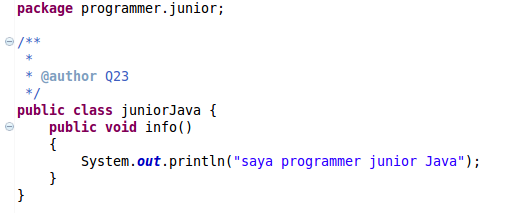 package programmer.junior;
/**
 *
 * @author Q23
 */
public class juniorJava {
    public void info()
    {
        System.out.println("saya programmer junior Java");
    }
}